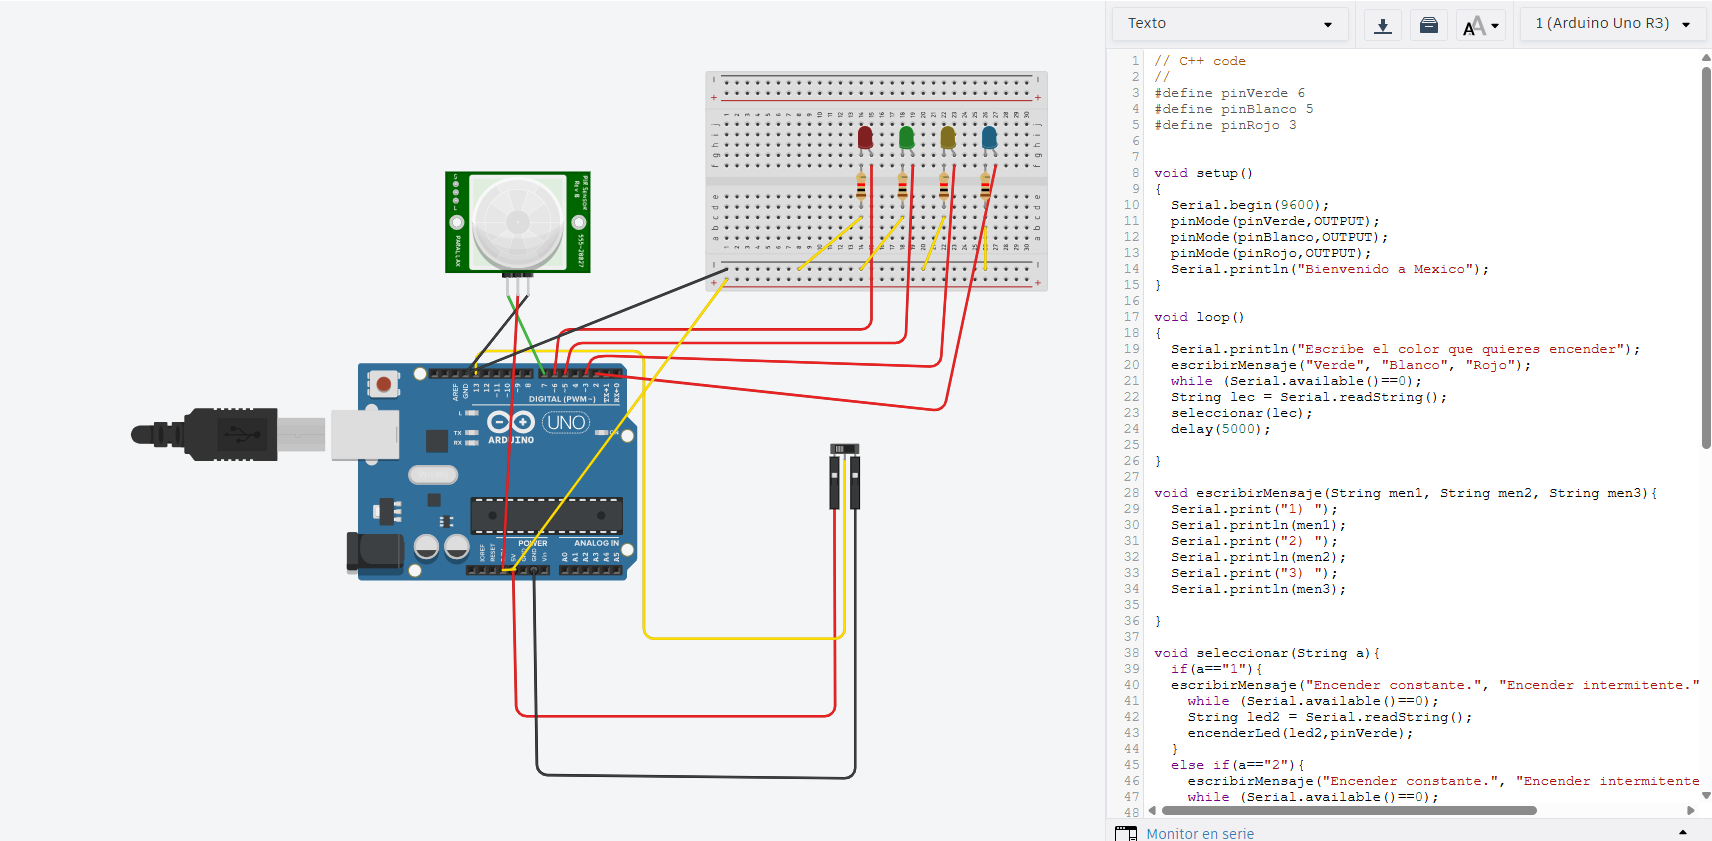 Texto
1 (Arduino Uno R3)
1 // C++ code
2 //
3 #define pinVerde 6
4 #define pinBlanco 5
5 #define pinRojo 3
6
7
8 void setup()
9 {
10 Serial.begin(9600);
11 pinMode(pinVerde,OUTPUT);
12 pinMode(pinBlanco,OUTPUT);
13 pinMode(pinRojo,OUTPUT);
14 Serial.println("Bienvenido a Mexico");
15 }
16
17 void loop()
18 {
19 Serial.println("Escribe el color que quieres encender");
20 escribirMensaje("Verde", "Blanco", "Rojo");
21 while (Serial.available()==0);
22 String lec = Serial.readString();
23 seleccionar(lec);
24 delay(5000);
25
26 }
27
28 void escribirMensaje(String men1, String men2, String men3){
29 Serial.print("1) ");
30 Serial.println(men1);
31 Serial.print("2) ");
32 Serial.println(men2);
33 Serial.print("3) ");
34 Serial.println(men3);
35
36 }
37
38 void seleccionar(String a){
39 if(a=="1"){
40 escribirMensaje("Encender constante.", "Encender intermitente."
41 while (Serial.available()==0);
42 String led2 = Serial.readString();
43 encenderLed(led2,pinVerde);
44 }
45 else if(a=="2"){
46 escribirMensaje("Encender constante.", "Encender intermitente
47 while (Serial.available()==0);
48
Monitor en serie
PIR Sensor
Rev B
555-28027
PARALLAX
AREF
GND
13
12
~11
~10
~9
8
7
~6
~5
4
~3
2
TX→1
RX←0
DIGITAL (PWM~)
L
TX
RX
ARDUINO
UNO
ON
IOREF
RESET
5V
GND
Vin
POWER
ANALOG IN
A0
A1
A2
A3
A4
A5